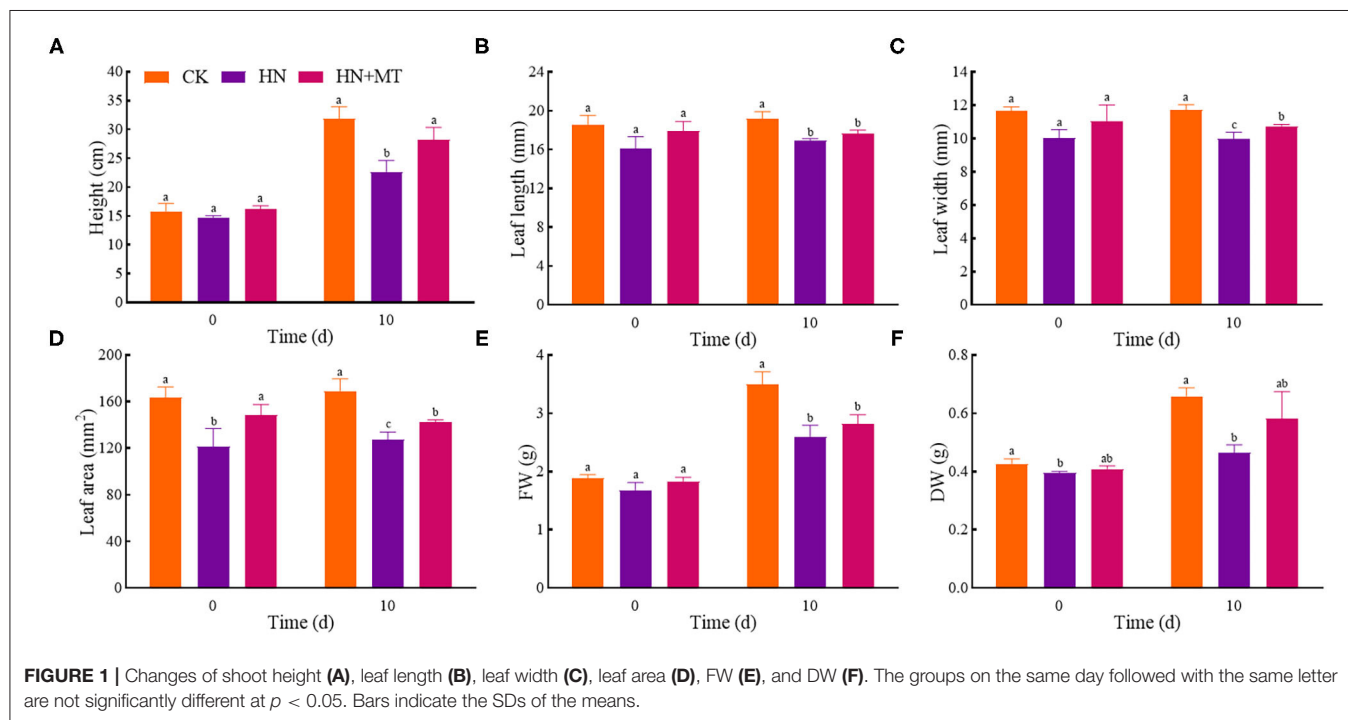 A
CK HN HN+MT
40
35
30
25
20
15
10
5
0
Height (cm)
a a a a b a
0 10
Time (d)
B
24
20
16
12
8
4
0
Leaf length (mm)
a a a a b b
0 10
Time (d)
C
14
12
10
8
6
4
2
0
Leaf width (mm)
a a a a c b
0 10
Time (d)
D
200
160
120
80
40
0
Leaf area (mm²)
a b a a c b
0 10
Time (d)
E
4
3
2
1
0
FW (g)
a a a a b b
0 10
Time (d)
F
0.8
0.6
0.4
0.2
0.0
DW (g)
a b ab a b ab
0 10
Time (d)
FIGURE 1 | Changes of shoot height (A), leaf length (B), leaf width (C), leaf area (D), FW (E), and DW (F). The groups on the same day followed with the same letter
are not significantly different at p < 0.05. Bars indicate the SDs of the means.